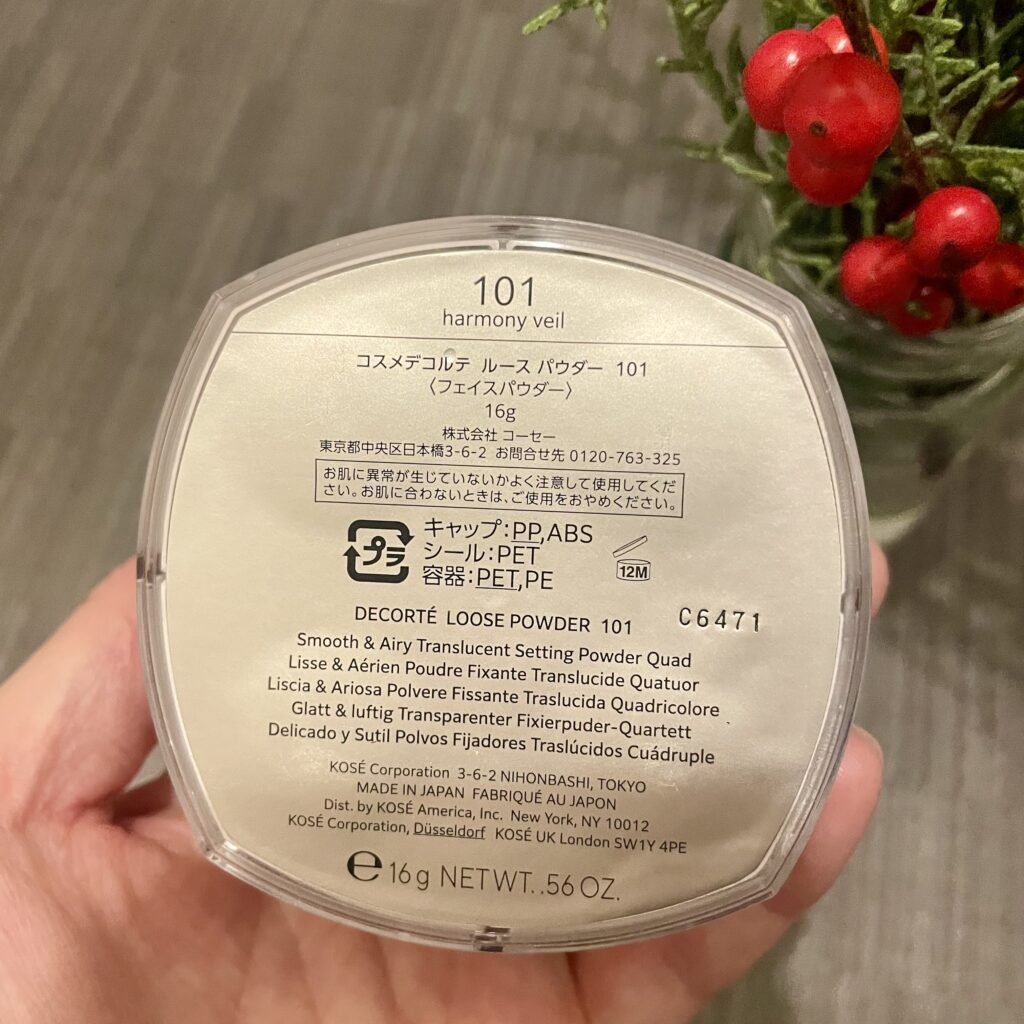 101
harmony veil
コスメデコルテ ルース パウダー 101
〈フェイスパウダー〉
16g
株式会社 コーセー
東京都中央区日本橋3-6-2 お問合せ先 0120-763-325
お肌に異常が生じていないかよく注意して使用してくだ
さい。お肌に合わないときは、ご使用をおやめください。
プラ
キャップ:PP,ABS
シール:PET
容器:PET,PE
12M
DECORTÉ LOOSE POWDER 101
C6471
Smooth & Airy Translucent Setting Powder Quad
Lisse & Aérien Poudre Fixante Translucide Quatuor
Liscia & Ariosa Polvere Fissante Traslucida Quadricolore
Glatt & luftig Transparenter Fixierpuder-Quartett
Delicado y Sutil Polvos Fijadores Traslúcidos Cuádruple
KOSÉ Corporation 3-6-2 NIHONBASHI, TOKYO
MADE IN JAPAN FABRIQUÉ AU JAPON
Dist. by KOSÉ America, Inc. New York, NY 10012
KOSÉ Corporation, Düsseldorf KOSÉ UK London SW1Y 4PE
℮ 16g NET WT. .56 OZ.